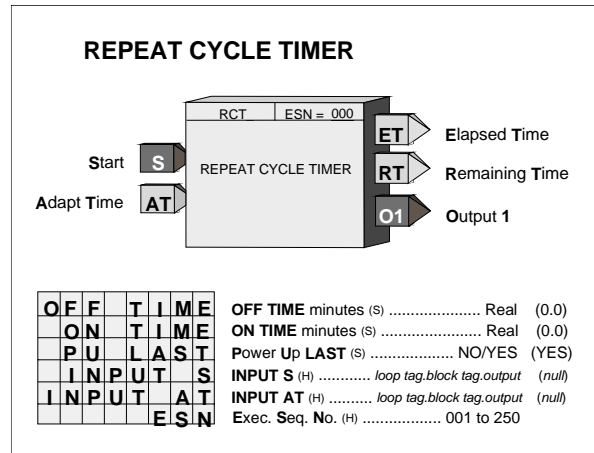 REPEAT CYCLE TIMER
RCT ESN = 000
REPEAT CYCLE TIMER
Start S
Adapt Time AT
ET Elapsed Time
RT Remaining Time
O1 Output 1
OFF TIME OFF TIME minutes (S) ..................... Real (0.0)
ON TIME ON TIME minutes (S) ....................... Real (0.0)
PU LAST Power Up LAST (S) ................... NO/YES (YES)
INPUT S INPUT S (H) ............ loop tag.block tag.output (null)
INPUT AT INPUT AT (H) .......... loop tag.block tag.output (null)
ESN Exec. Seq. No. (H) .................. 001 to 250